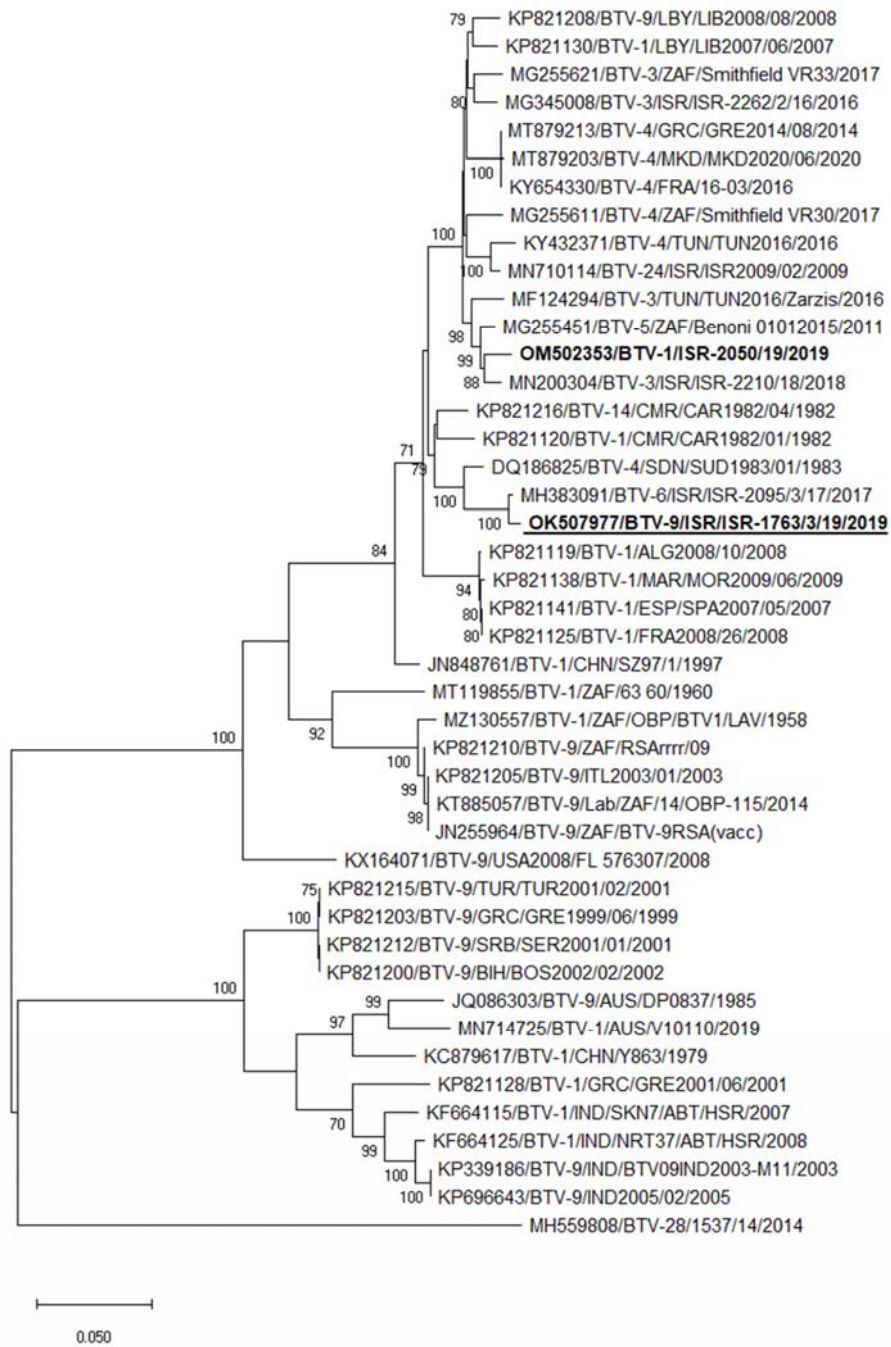 79
KP821208/BTV-9/LBY/LIB2008/08/2008
KP821130/BTV-1/LBY/LIB2007/06/2007
MG255621/BTV-3/ZAF/Smithfield VR33/2017
80
MG345008/BTV-3/ISR/ISR-2262/2/16/2016
MT879213/BTV-4/GRC/GRE2014/08/2014
MT879203/BTV-4/MKD/MKD2020/06/2020
100
KY654330/BTV-4/FRA/16-03/2016
MG255611/BTV-4/ZAF/Smithfield VR30/2017
100
KY432371/BTV-4/TUN/TUN2016/2016
100
MN710114/BTV-24/ISR/ISR2009/02/2009
MF124294/BTV-3/TUN/TUN2016/Zarzis/2016
98
MG255451/BTV-5/ZAF/Benoni 01012015/2011
99
OM502353/BTV-1/ISR-2050/19/2019
88
MN200304/BTV-3/ISR/ISR-2210/18/2018
KP821216/BTV-14/CMR/CAR1982/04/1982
KP821120/BTV-1/CMR/CAR1982/01/1982
71
79
DQ186825/BTV-4/SDN/SUD1983/01/1983
100
MH383091/BTV-6/ISR/ISR-2095/3/17/2017
100
OK507977/BTV-9/ISR/ISR-1763/3/19/2019
84
KP821119/BTV-1/ALG2008/10/2008
94
KP821138/BTV-1/MAR/MOR2009/06/2009
80
KP821141/BTV-1/ESP/SPA2007/05/2007
80
KP821125/BTV-1/FRA2008/26/2008
JN848761/BTV-1/CHN/SZ97/1/1997
MT119855/BTV-1/ZAF/63 60/1960
92
MZ130557/BTV-1/ZAF/OBP/BTV1/LAV/1958
100
100
KP821210/BTV-9/ZAF/RSArrrr/09
99
KP821205/BTV-9/ITL2003/01/2003
98
KT885057/BTV-9/Lab/ZAF/14/OBP-115/2014
JN255964/BTV-9/ZAF/BTV-9RSA(vacc)
KX164071/BTV-9/USA2008/FL 576307/2008
75
KP821215/BTV-9/TUR/TUR2001/02/2001
100
KP821203/BTV-9/GRC/GRE1999/06/1999
KP821212/BTV-9/SRB/SER2001/01/2001
KP821200/BTV-9/BIH/BOS2002/02/2002
100
99
JQ086303/BTV-9/AUS/DP0837/1985
97
MN714725/BTV-1/AUS/V10110/2019
KC879617/BTV-1/CHN/Y863/1979
KP821128/BTV-1/GRC/GRE2001/06/2001
70
KF664115/BTV-1/IND/SKN7/ABT/HSR/2007
99
KF664125/BTV-1/IND/NRT37/ABT/HSR/2008
100
KP339186/BTV-9/IND/BTV09IND2003-M11/2003
100
KP696643/BTV-9/IND2005/02/2005
MH559808/BTV-28/1537/14/2014
0.050